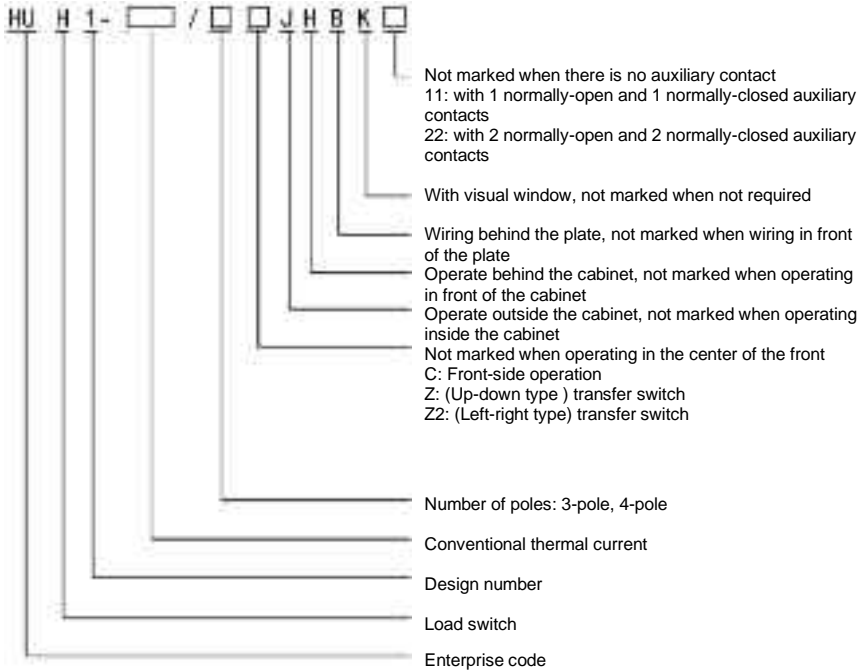 HU H 1- / J H B K
Not marked when there is no auxiliary contact
11: with 1 normally-open and 1 normally-closed auxiliary
contacts
22: with 2 normally-open and 2 normally-closed auxiliary
contacts
With visual window, not marked when not required
Wiring behind the plate, not marked when wiring in front
of the plate
Operate behind the cabinet, not marked when operating
in front of the cabinet
Operate outside the cabinet, not marked when operating
inside the cabinet
Not marked when operating in the center of the front
C: Front-side operation
Z: (Up-down type ) transfer switch
Z2: (Left-right type) transfer switch
Number of poles: 3-pole, 4-pole
Conventional thermal current
Design number
Load switch
Enterprise code